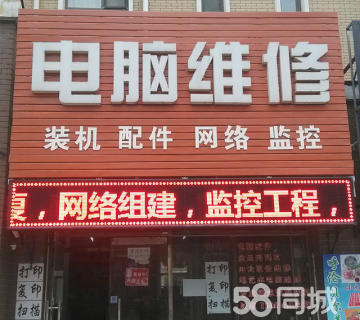 电脑维修
装机 配件 网络 监控
复，网络组建，监控工程，
打印
复印
扫描
打印
复印
扫描
58同城